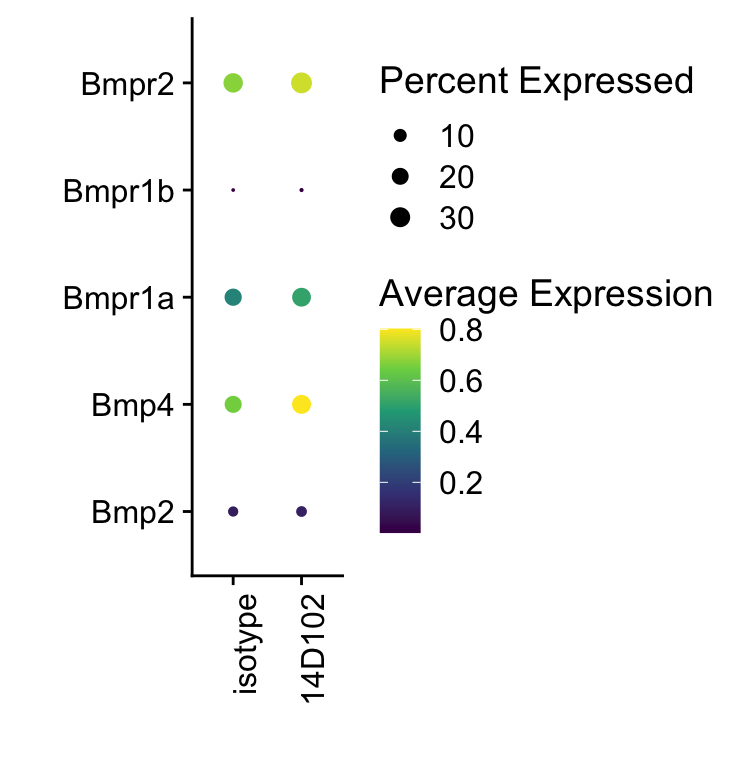 Bmpr2
Bmpr1b
Bmpr1a
Bmp4
Bmp2
isotype
14D102
Percent Expressed
10
20
30
Average Expression
0.8
0.6
0.4
0.2